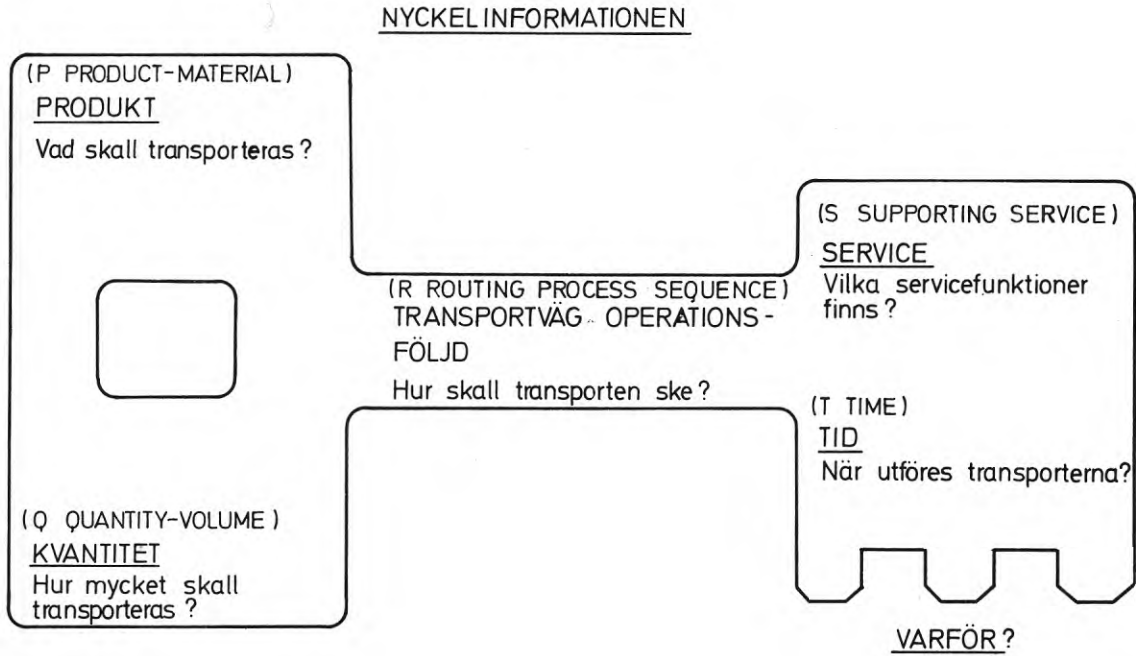 NYCKELINFORMATIONEN
(P PRODUCT-MATERIAL)
PRODUKT
Vad skall transporteras?
(Q QUANTITY-VOLUME)
KVANTITET
Hur mycket skall
transporteras?
(R ROUTING PROCESS SEQUENCE)
TRANSPORTVÄG - OPERATIONS-
FÖLJD
Hur skall transporten ske?
(S SUPPORTING SERVICE)
SERVICE
Vilka servicefunktioner
finns?
(T TIME)
TID
När utföres transporterna?
VARFÖR?